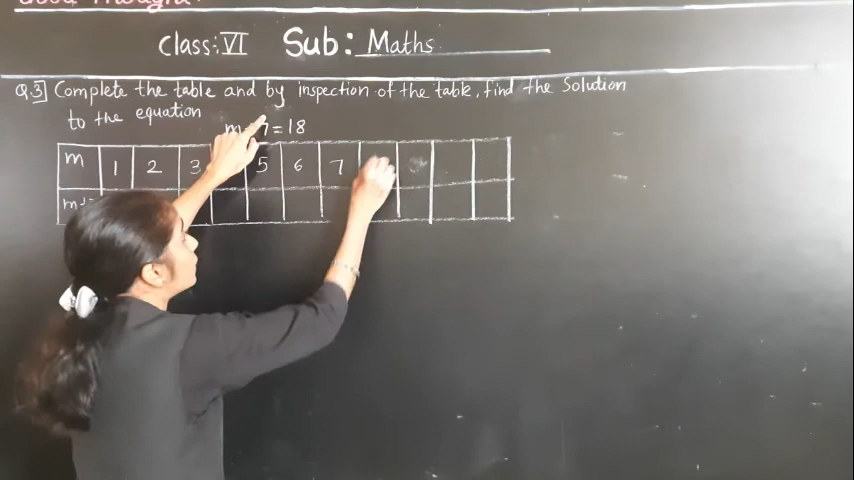 Class: VI Sub: Maths
Q.3] Complete the table and by inspection of the table, find the Solution
to the equation
m 7 = 18
m 1 2 3 5 6 7
m+